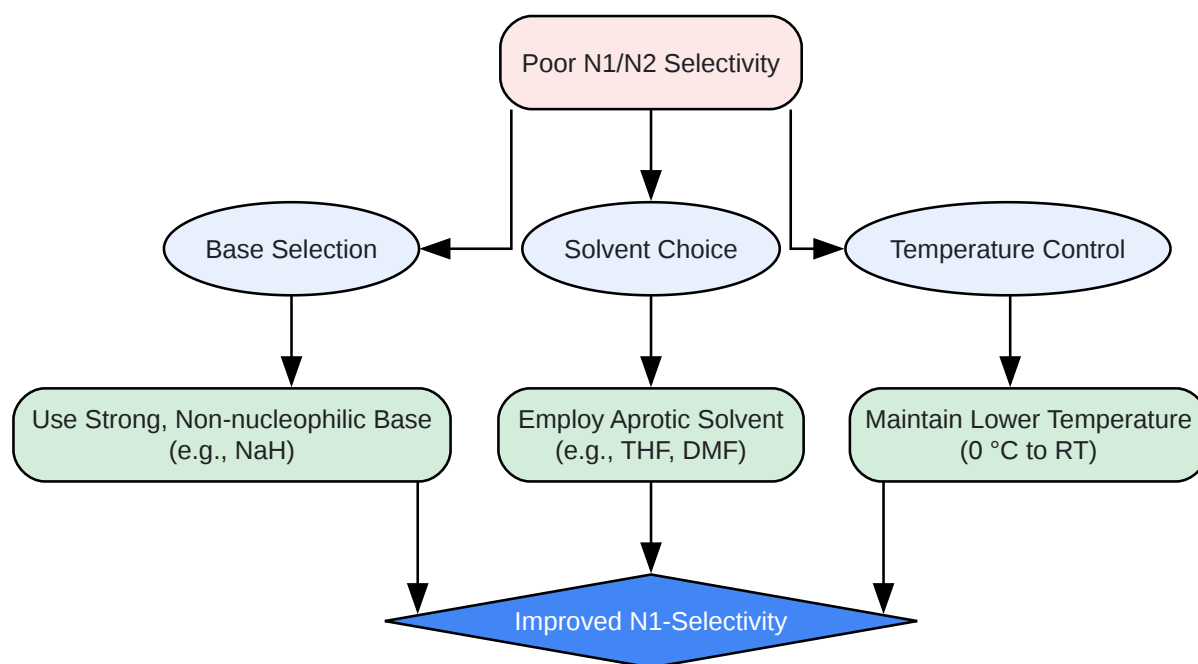 Poor N1/N2 Selectivity
Base Selection
Solvent Choice
Temperature Control
Use Strong, Non-nucleophilic Base
(e.g., NaH)
Employ Aprotic Solvent
(e.g., THF, DMF)
Maintain Lower Temperature
(0 °C to RT)
Improved N1-Selectivity